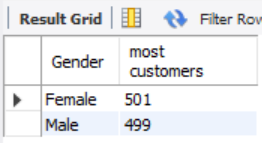 Result Grid Filter Row
Gender most
customers
Female 501
Male 499